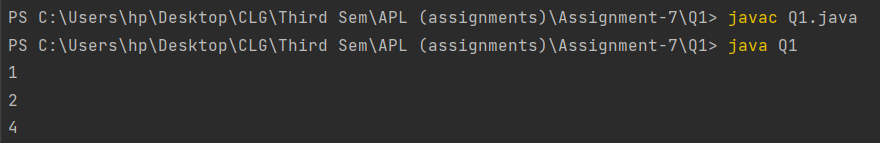 PS C:\Users\hp\Desktop\CLG\Third Sem\APL (assignments)\Assignment-7\Q1> javac Q1.java
PS C:\Users\hp\Desktop\CLG\Third Sem\APL (assignments)\Assignment-7\Q1> java Q1
1
2
4